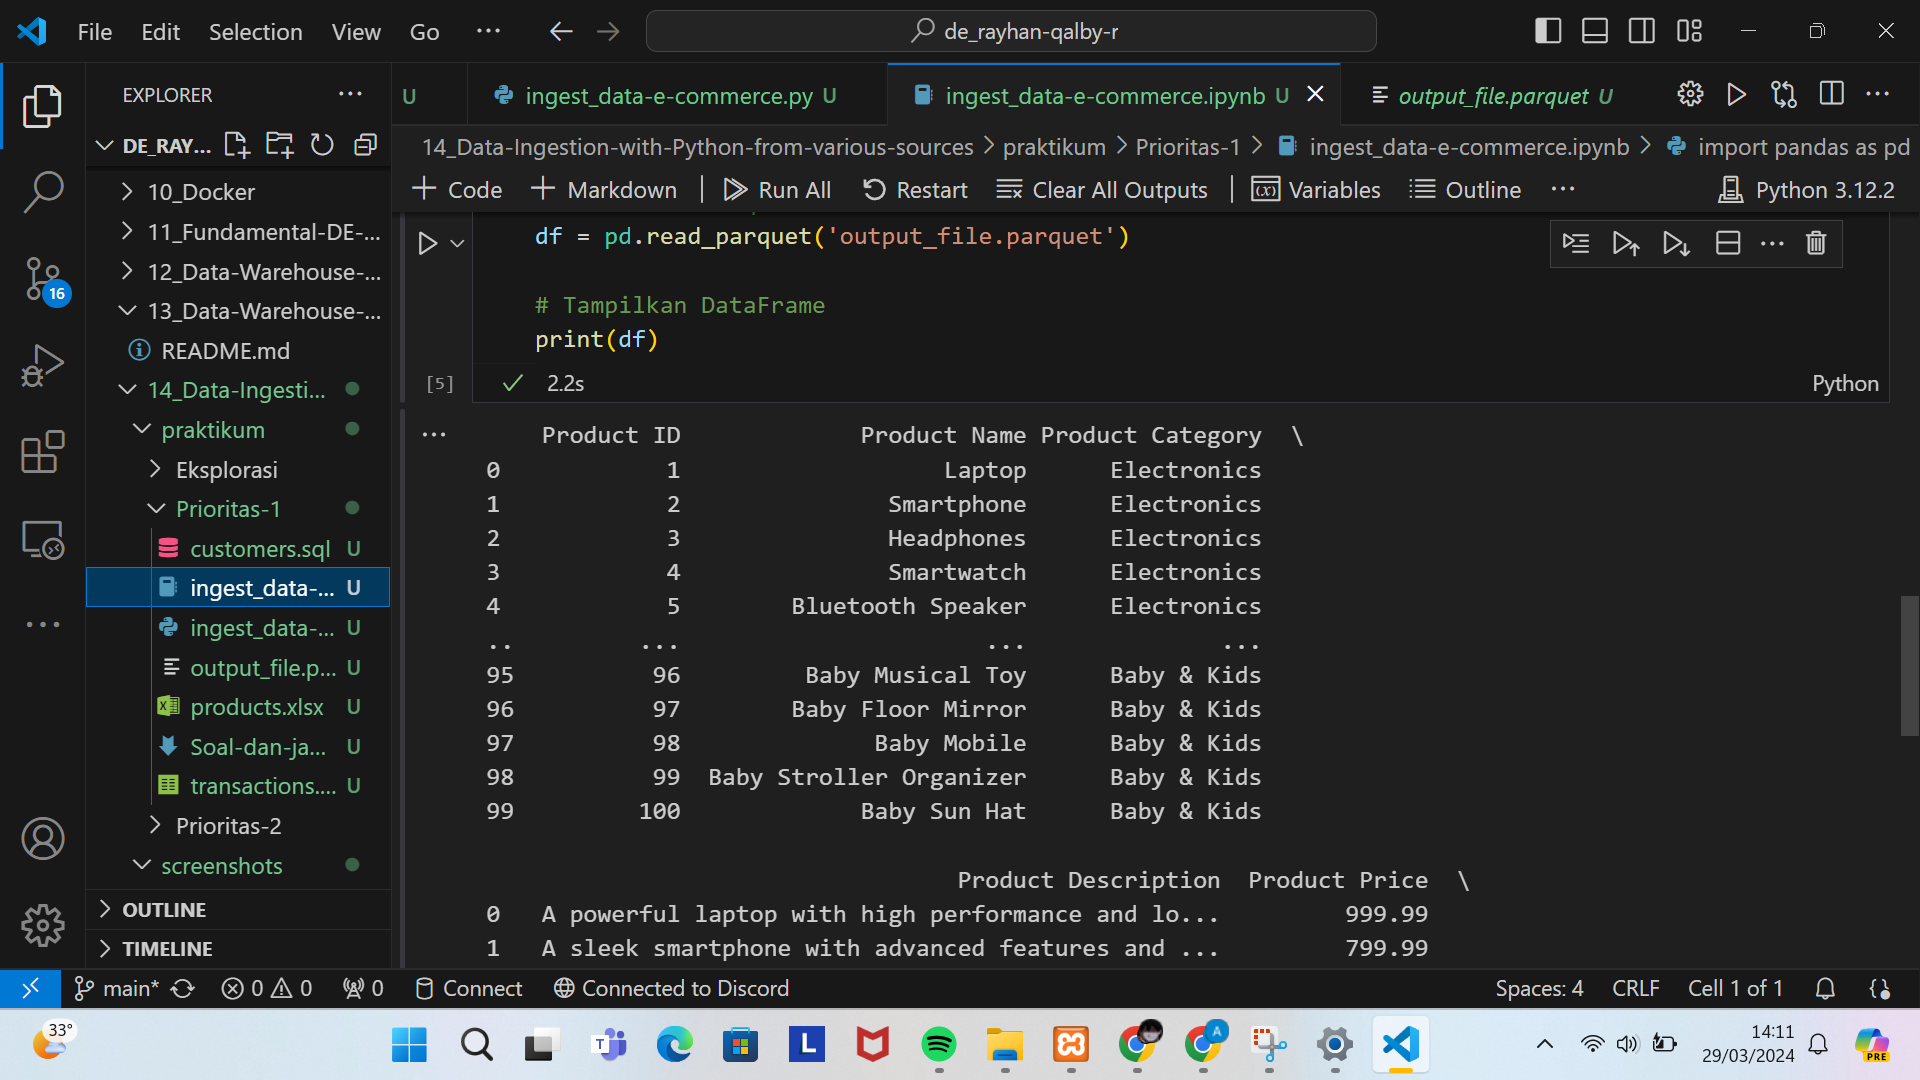 File Edit Selection View Go ...
de_rayhan-qalby-r
EXPLORER
DE_RAY...
10_Docker
11_Fundamental-DE-...
12_Data-Warehouse-...
13_Data-Warehouse-...
README.md
14_Data-Ingesti...
praktikum
Eksplorasi
Prioritas-1
customers.sql U
ingest_data-... U
ingest_data-... U
output_file.p... U
products.xlsx U
Soal-dan-ja... U
transactions.... U
Prioritas-2
screenshots
OUTLINE
TIMELINE
16
U
ingest_data-e-commerce.py U
ingest_data-e-commerce.ipynb U
output_file.parquet U
14_Data-Ingestion-with-Python-from-various-sources > praktikum > Prioritas-1 > ingest_data-e-commerce.ipynb > import pandas as pd
+ Code + Markdown | Run All Restart Clear All Outputs | Variables Outline ... Python 3.12.2
df = pd.read_parquet('output_file.parquet')
# Tampilkan DataFrame
print(df)
[5] 2.2s Python
Product ID Product Name Product Category \
0 1 Laptop Electronics
1 2 Smartphone Electronics
2 3 Headphones Electronics
3 4 Smartwatch Electronics
4 5 Bluetooth Speaker Electronics
.. ... ... ...
95 96 Baby Musical Toy Baby & Kids
96 97 Baby Floor Mirror Baby & Kids
97 98 Baby Mobile Baby & Kids
98 99 Baby Stroller Organizer Baby & Kids
99 100 Baby Sun Hat Baby & Kids
Product Description Product Price \
0 A powerful laptop with high performance and lo... 999.99
1 A sleek smartphone with advanced features and ... 799.99
main* 0 0 0 Connect Connected to Discord Spaces: 4 CRLF Cell 1 of 1
33°
T
L
A
14:11
29/03/2024
PRE